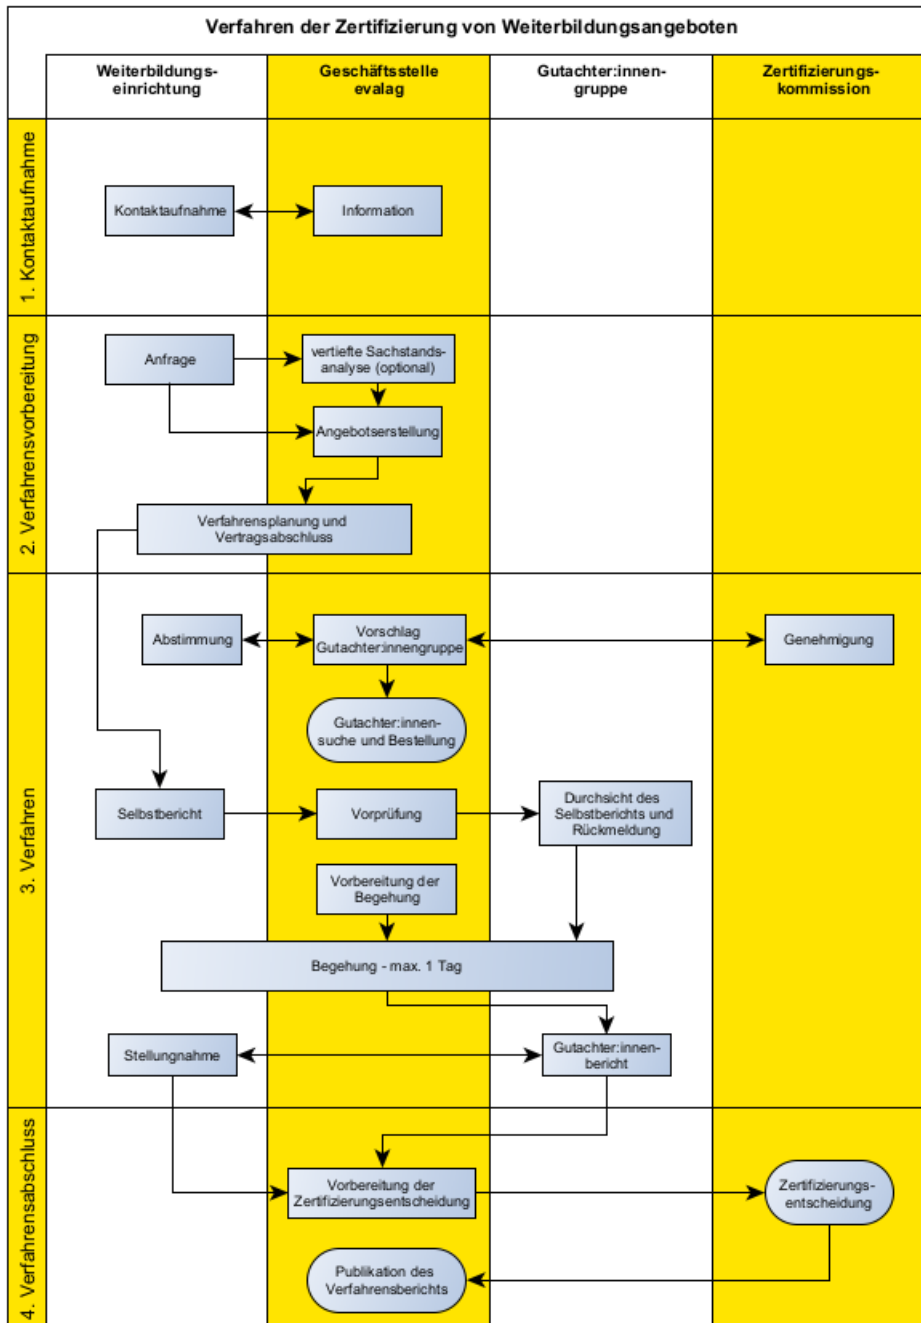 Verfahren der Zertifizierung von Weiterbildungsangeboten
Weiterbildungs-
einrichtung
Geschäftsstelle
evalag
Gutachter:innen-
gruppe
Zertifizierungs-
kommission
1. Kontaktaufnahme
Kontaktaufnahme
Information
2. Verfahrensvorbereitung
Anfrage
vertiefte Sachstands-
analyse (optional)
Angebotserstellung
Verfahrensplanung und
Vertragsabschluss
3. Verfahren
Abstimmung
Vorschlag
Gutachter:innengruppe
Genehmigung
Gutachter:innen-
suche und Bestellung
Selbstbericht
Vorprüfung
Durchsicht des
Selbstberichts und
Rückmeldung
Vorbereitung der
Begehung
Begehung - max. 1 Tag
Stellungnahme
Gutachter:innen-
bericht
4. Verfahrensabschluss
Vorbereitung der
Zertifizierungsentscheidung
Zertifizierungs-
entscheidung
Publikation des
Verfahrensberichts